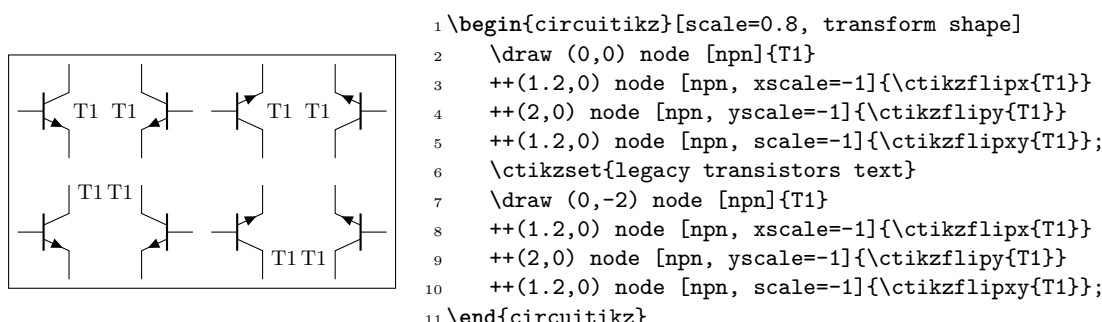 T1 T1 T1 T1
T1 T1
T1 T1
1 \begin{circuitikz}[scale=0.8, transform shape]
2 \draw (0,0) node [npn]{T1}
3 ++(1.2,0) node [npn, xscale=-1]{\ctikzflipx{T1}}
4 ++(2,0) node [npn, yscale=-1]{\ctikzflipy{T1}}
5 ++(1.2,0) node [npn, scale=-1]{\ctikzflipxy{T1}};
6 \ctikzset{legacy transistors text}
7 \draw (0,-2) node [npn]{T1}
8 ++(1.2,0) node [npn, xscale=-1]{\ctikzflipx{T1}}
9 ++(2,0) node [npn, yscale=-1]{\ctikzflipy{T1}}
10 ++(1.2,0) node [npn, scale=-1]{\ctikzflipxy{T1}};
11 \end{circuitikz}